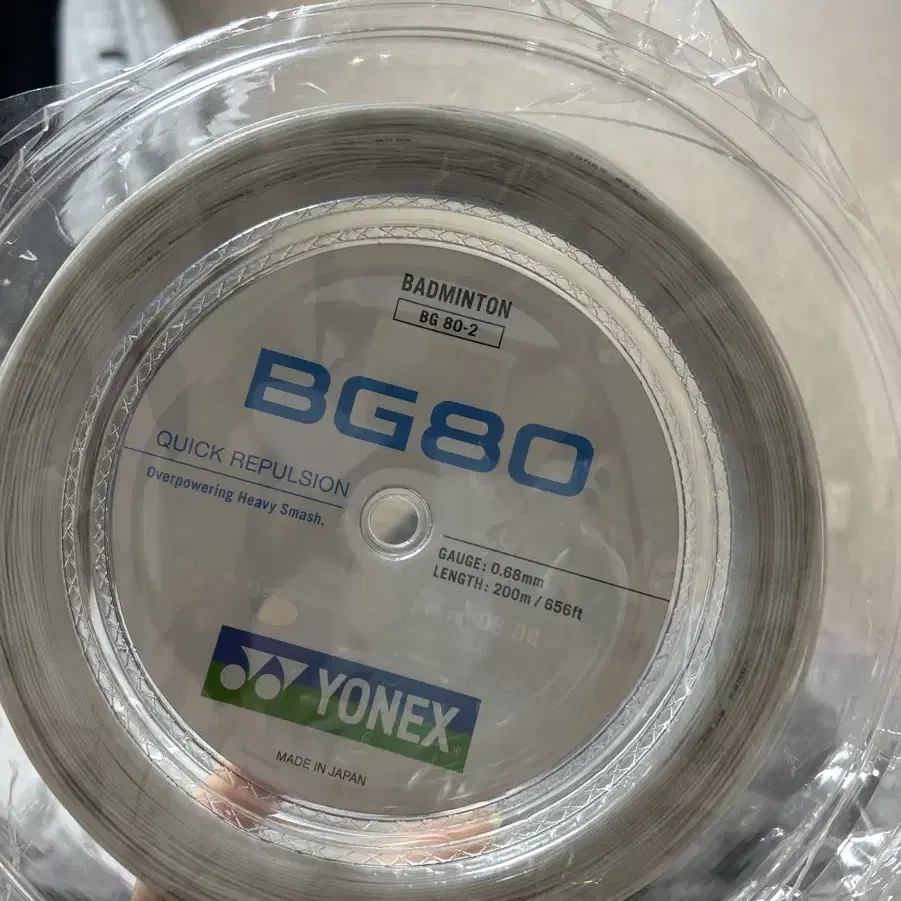 BADMINTON
BG 80-2
BG80
QUICK REPULSION
Overpowering Heavy Smash.
GAUGE: 0.68mm
LENGTH: 200m / 656ft
YONEX
MADE IN JAPAN